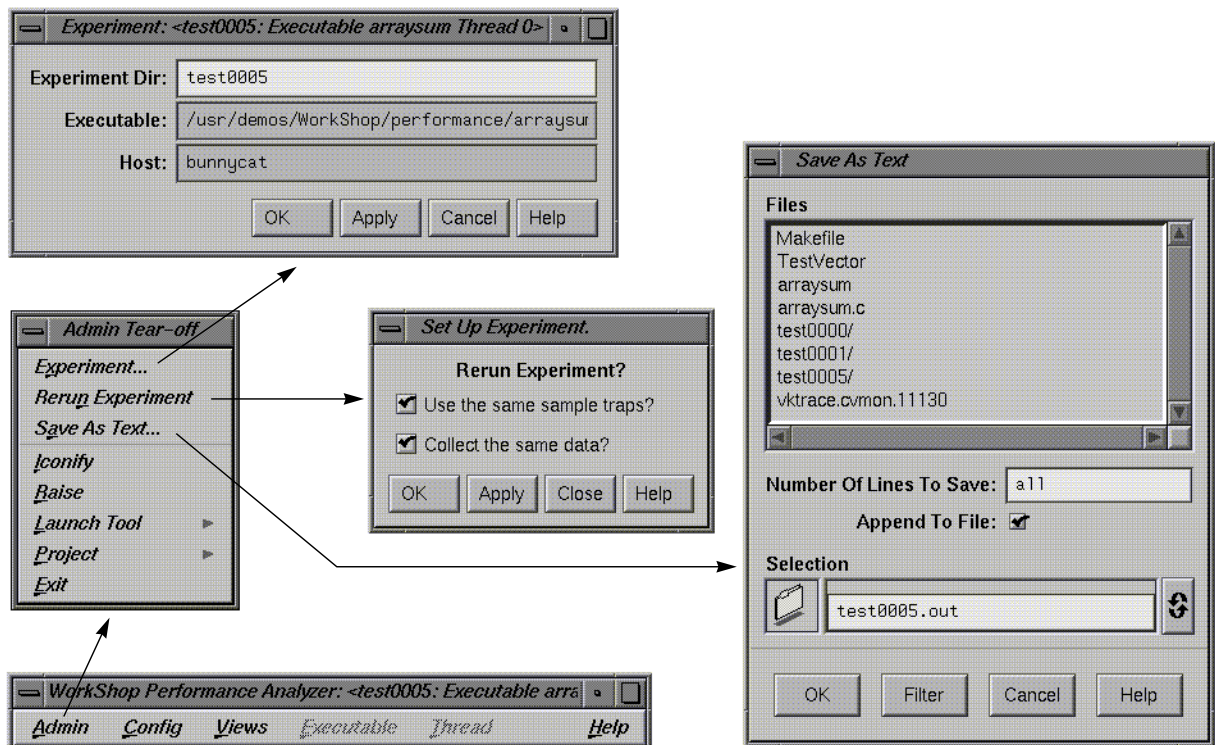 Experiment: <test0005: Executable arraysum Thread 0>
Experiment Dir: test0005
Executable: /usr/demos/WorkShop/performance/arraysum
Host: bunnycat
OK Apply Cancel Help
Admin Tear-off
Experiment...
Rerun Experiment
Save As Text...
Iconify
Raise
Launch Tool
Project
Exit
Set Up Experiment.
Rerun Experiment?
Use the same sample traps?
Collect the same data?
OK Apply Close Help
Save As Text
Files
Makefile
TestVector
arraysum
arraysum.c
test0000/
test0001/
test0005/
vktrace.cvmon.11130
Number Of Lines To Save: all
Append To File:
Selection
test0005.out
OK Filter Cancel Help
WorkShop Performance Analyzer: <test0005: Executable arra
Admin Config Views Executable Thread Help